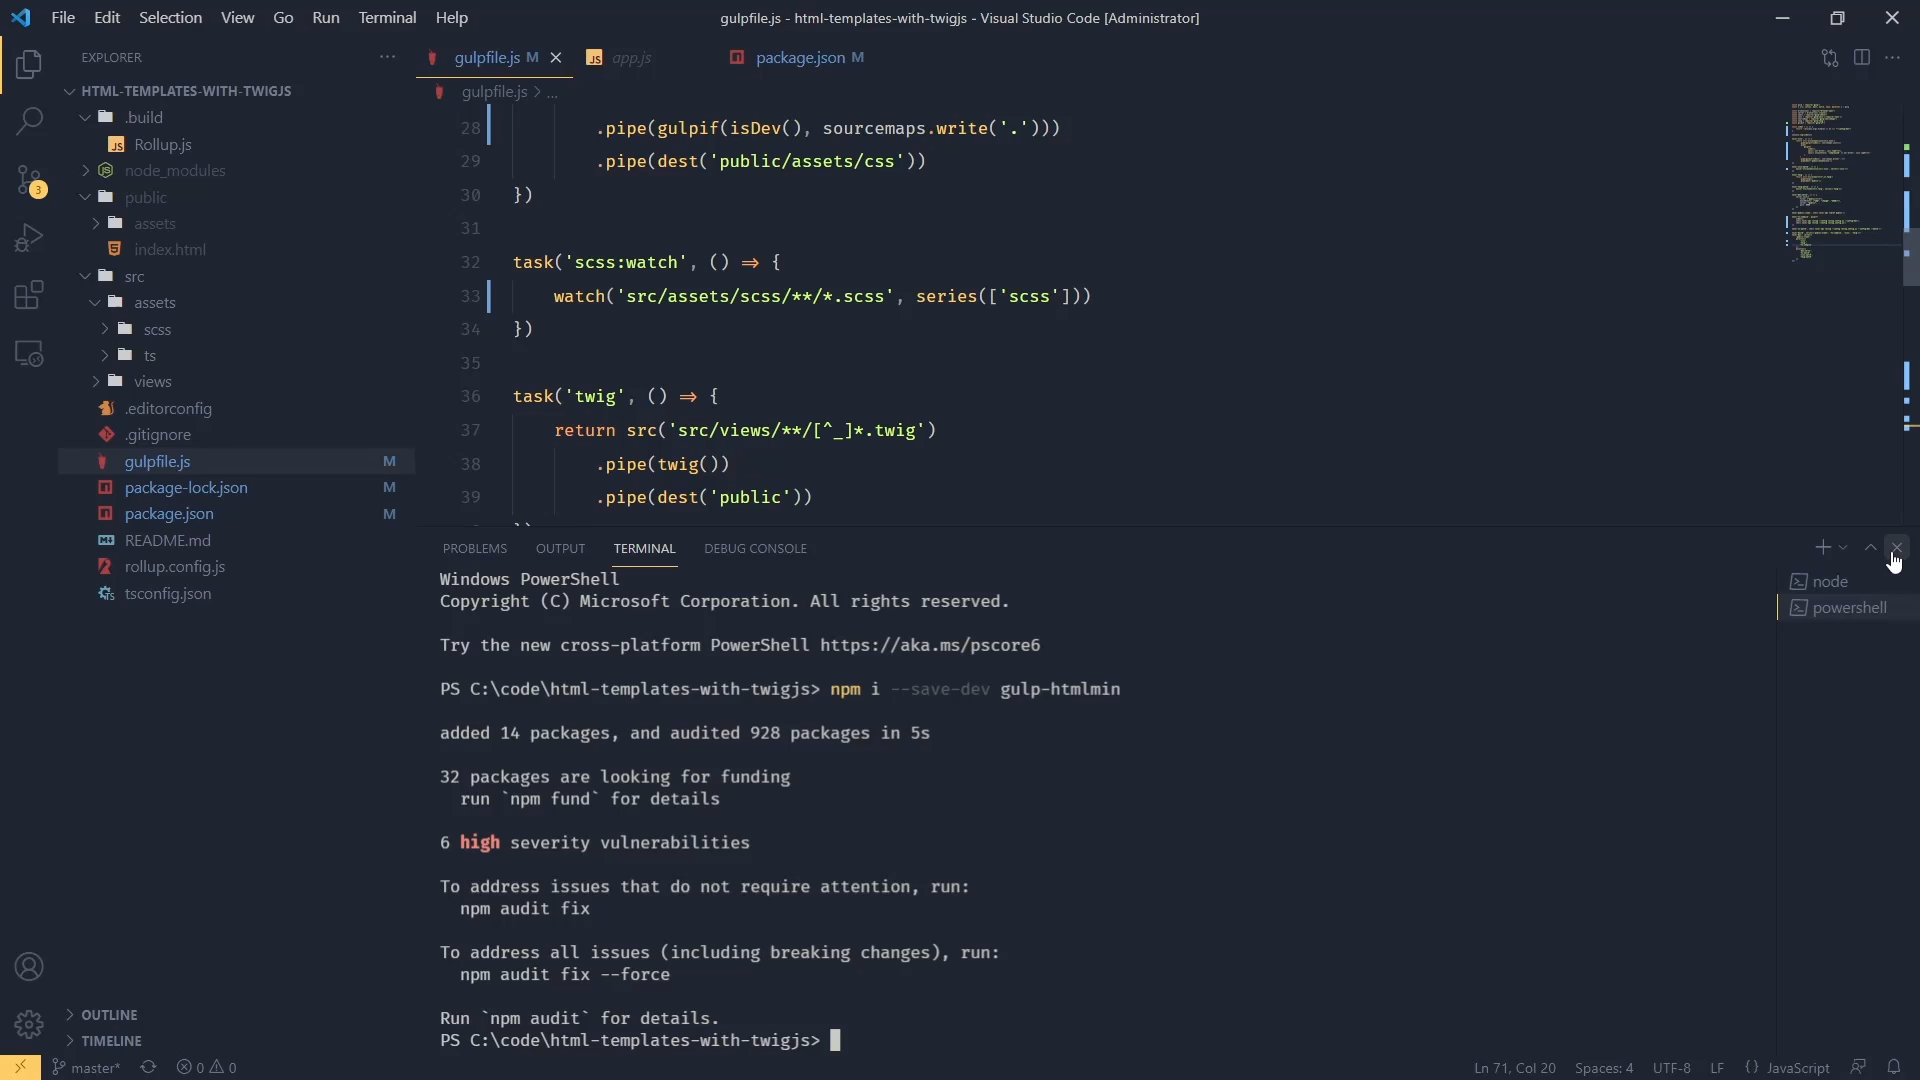 File Edit Selection View Go Run Terminal Help
gulpfile.js - html-templates-with-twigjs - Visual Studio Code [Administrator]
EXPLORER
HTML-TEMPLATES-WITH-TWIGJS
.build
JS Rollup.js
node_modules
public
assets
index.html
src
assets
scss
ts
views
.editorconfig
.gitignore
gulpfile.js M
package-lock.json M
package.json M
README.md
rollup.config.js
tsconfig.json
OUTLINE
TIMELINE
3
gulpfile.js M
JS app.js
package.json M
gulpfile.js > ...
28 .pipe(gulpif(isDev(), sourcemaps.write('.')))
29 .pipe(dest('public/assets/css'))
30 })
31
32 task('scss:watch', () => {
33 watch('src/assets/scss/**/*.scss', series(['scss']))
34 })
35
36 task('twig', () => {
37 return src('src/views/**/[^_]*.twig')
38 .pipe(twig())
39 .pipe(dest('public'))
PROBLEMS OUTPUT TERMINAL DEBUG CONSOLE
node
powershell
Windows PowerShell
Copyright (C) Microsoft Corporation. All rights reserved.
Try the new cross-platform PowerShell https://aka.ms/pscore6
PS C:\code\html-templates-with-twigjs> npm i --save-dev gulp-htmlmin
added 14 packages, and audited 928 packages in 5s
32 packages are looking for funding
run `npm fund` for details
6 high severity vulnerabilities
To address issues that do not require attention, run:
npm audit fix
To address all issues (including breaking changes), run:
npm audit fix --force
Run `npm audit` for details.
PS C:\code\html-templates-with-twigjs>
master* 0 0
Ln 71, Col 20 Spaces: 4 UTF-8 LF {} JavaScript